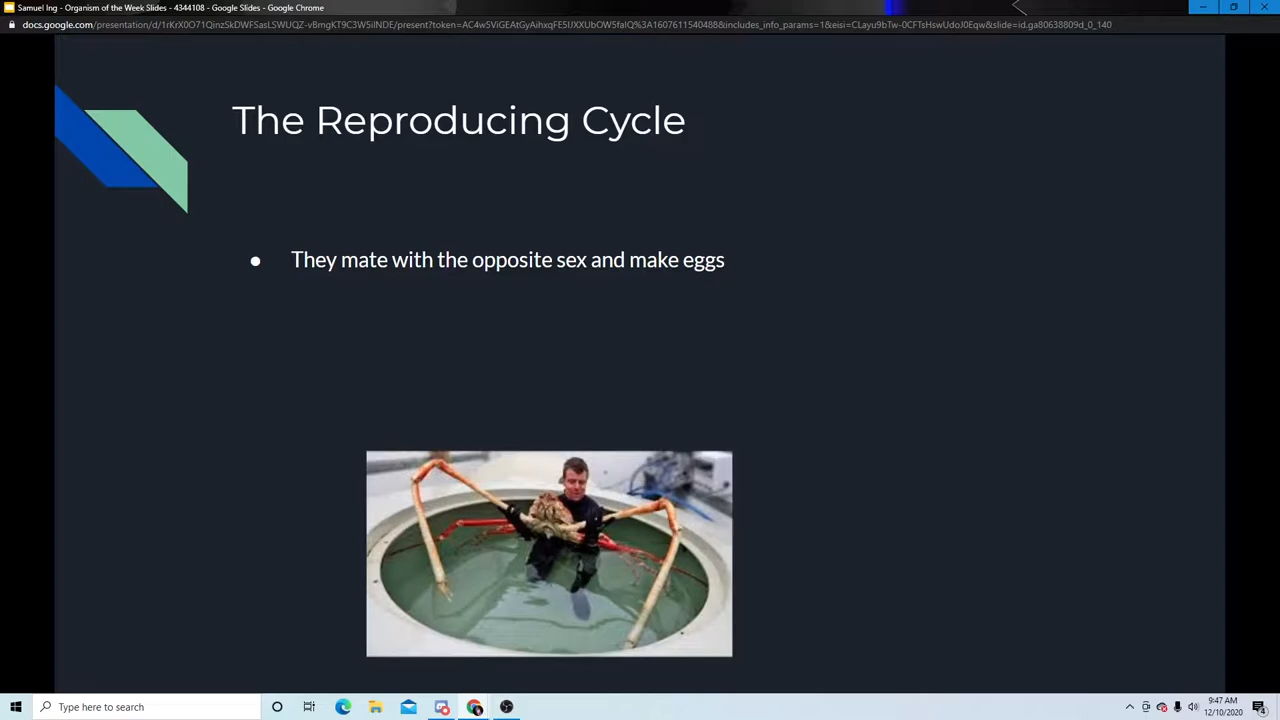 Samuel Ing - Organism of the Week Slides - 4344108 - Google Slides - Google Chrome
The Reproducing Cycle
● They mate with the opposite sex and make eggs
Type here to search
9:47 AM
12/10/2020
4